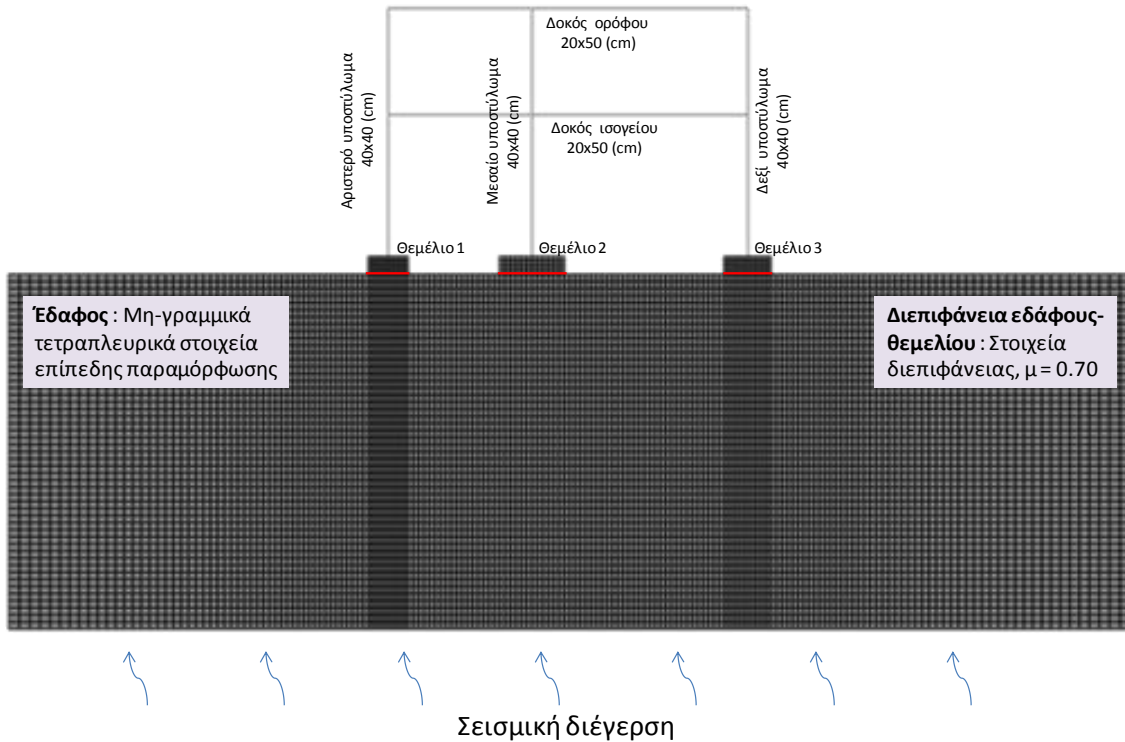 Δοκός ορόφου
20x50 (cm)
Αριστερό υποστύλωμα
40x40 (cm)
Μεσαίο υποστύλωμα
40x40 (cm)
Δοκός ισογείου
20x50 (cm)
Δεξί υποστύλωμα
40x40 (cm)
Θεμέλιο 1
Θεμέλιο 2
Θεμέλιο 3
Έδαφος : Μη-γραμμικά
τετραπλευρικά στοιχεία
επίπεδης παραμόρφωσης
Διεπιφάνεια εδάφους-
θεμελίου : Στοιχεία
διεπιφάνειας, μ = 0.70
Σεισμική διέγερση